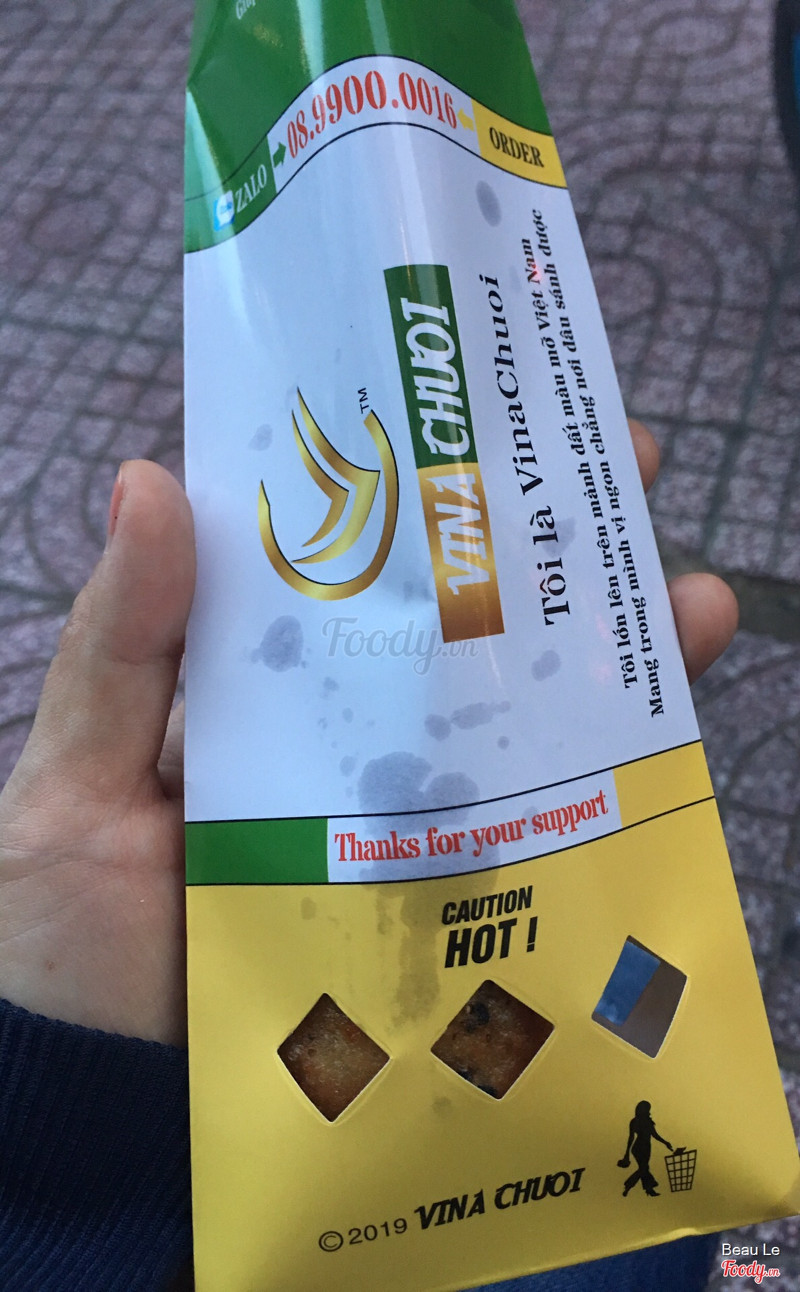 ZALO 08.9900.0016 ORDER
TM
VINA CHUOI
Tôi là VinaChuoi
Tôi lớn lên trên mảnh đất màu mỡ Việt Nam
Mang trong mình vị ngon chẳng nơi đâu sánh được
Foody.vn
Thanks for your support
CAUTION
HOT !
©2019 VINA CHUOI
Beau Le
Foody.vn